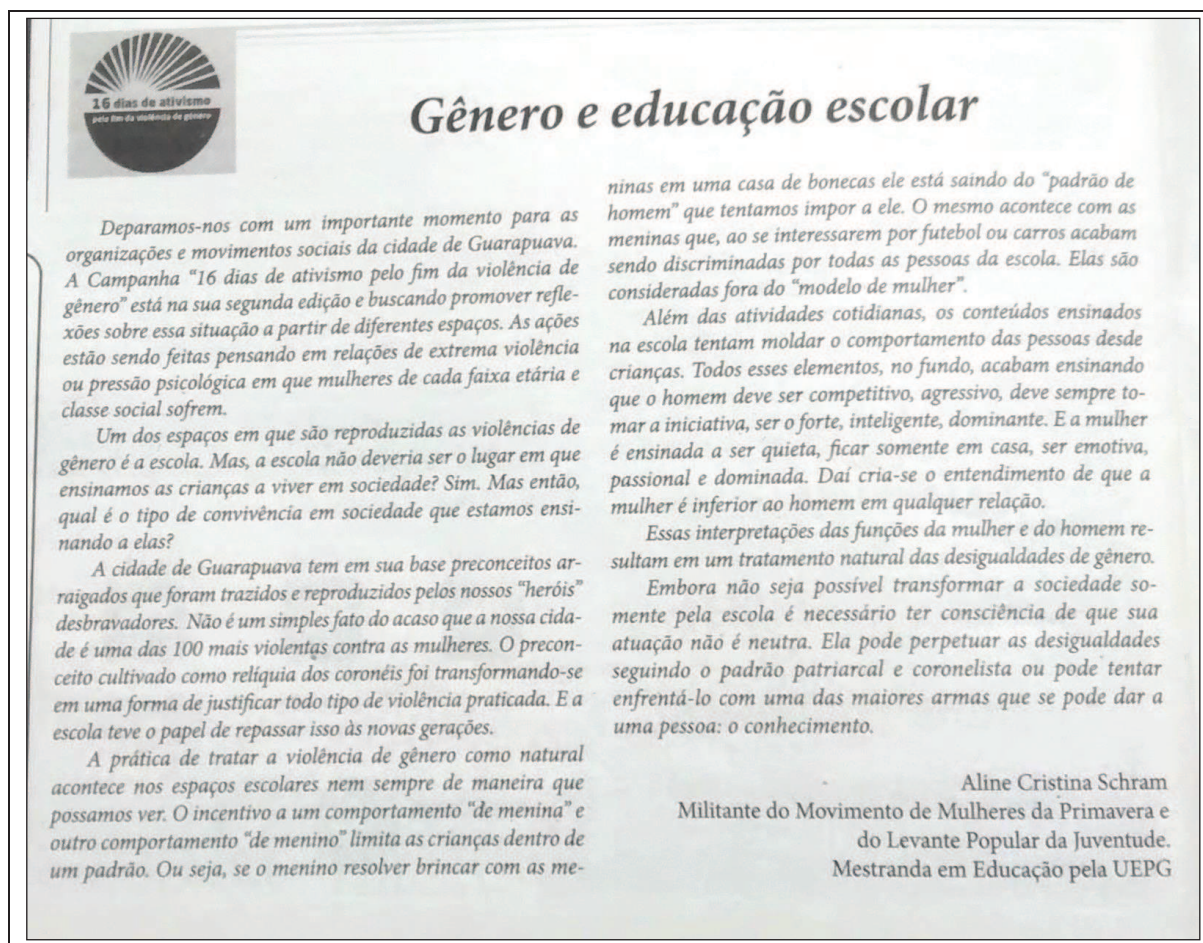 16 dias de ativismo
pelo fim da violência de gênero
Gênero e educação escolar
Deparamos-nos com um importante momento para as
organizações e movimentos sociais da cidade de Guarapuava.
A Campanha “16 dias de ativismo pelo fim da violência de
gênero” está na sua segunda edição e buscando promover refle-
xões sobre essa situação a partir de diferentes espaços. As ações
estão sendo feitas pensando em relações de extrema violência
ou pressão psicológica em que mulheres de cada faixa etária e
classe social sofrem.
Um dos espaços em que são reproduzidas as violências de
gênero é a escola. Mas, a escola não deveria ser o lugar em que
ensinamos as crianças a viver em sociedade? Sim. Mas então,
qual é o tipo de convivência em sociedade que estamos ensi-
nando a elas?
A cidade de Guarapuava tem em sua base preconceitos ar-
raigados que foram trazidos e reproduzidos pelos nossos “heróis”
desbravadores. Não é um simples fato do acaso que a nossa cida-
de é uma das 100 mais violentas contra as mulheres. O precon-
ceito cultivado como relíquia dos coronéis foi transformando-se
em uma forma de justificar todo tipo de violência praticada. E a
escola teve o papel de repassar isso às novas gerações.
A prática de tratar a violência de gênero como natural
acontece nos espaços escolares nem sempre de maneira que
possamos ver. O incentivo a um comportamento “de menina” e
outro comportamento “de menino” limita as crianças dentro de
um padrão. Ou seja, se o menino resolver brincar com as me-
ninas em uma casa de bonecas ele está saindo do “padrão de
homem” que tentamos impor a ele. O mesmo acontece com as
meninas que, ao se interessarem por futebol ou carros acabam
sendo discriminadas por todas as pessoas da escola. Elas são
consideradas fora do “modelo de mulher”.
Além das atividades cotidianas, os conteúdos ensinados
na escola tentam moldar o comportamento das pessoas desde
crianças. Todos esses elementos, no fundo, acabam ensinando
que o homem deve ser competitivo, agressivo, deve sempre to-
mar a iniciativa, ser o forte, inteligente, dominante. E a mulher
é ensinada a ser quieta, ficar somente em casa, ser emotiva,
passional e dominada. Daí cria-se o entendimento de que a
mulher é inferior ao homem em qualquer relação.
Essas interpretações das funções da mulher e do homem re-
sultam em um tratamento natural das desigualdades de gênero.
Embora não seja possível transformar a sociedade so-
mente pela escola é necessário ter consciência de que sua
atuação não é neutra. Ela pode perpetuar as desigualdades
seguindo o padrão patriarcal e coronelista ou pode tentar
enfrentá-lo com uma das maiores armas que se pode dar a
uma pessoa: o conhecimento.
Aline Cristina Schram
Militante do Movimento de Mulheres da Primavera e
do Levante Popular da Juventude.
Mestranda em Educação pela UEPG